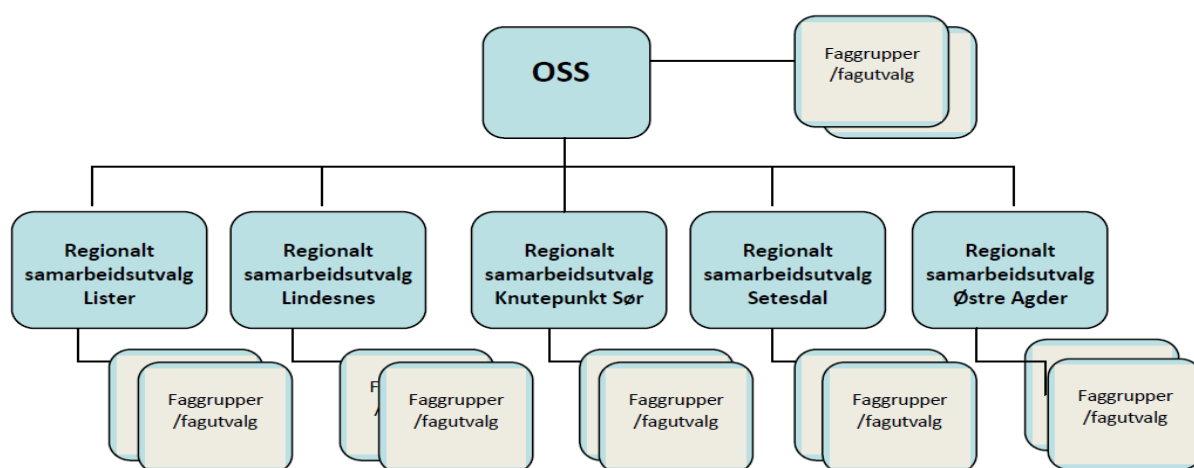 OSS
Faggrupper
/fagutvalg
Regionalt
samarbeidsutvalg
Lister
Regionalt
samarbeidsutvalg
Lindesnes
Regionalt
samarbeidsutvalg
Knutepunkt Sør
Regionalt
samarbeidsutvalg
Setesdal
Regionalt
samarbeidsutvalg
Østre Agder
Faggrupper
/fagutvalg
Faggrupper
/fagutvalg
Faggrupper
/fagutvalg
Faggrupper
/fagutvalg
Faggrupper
/fagutvalg